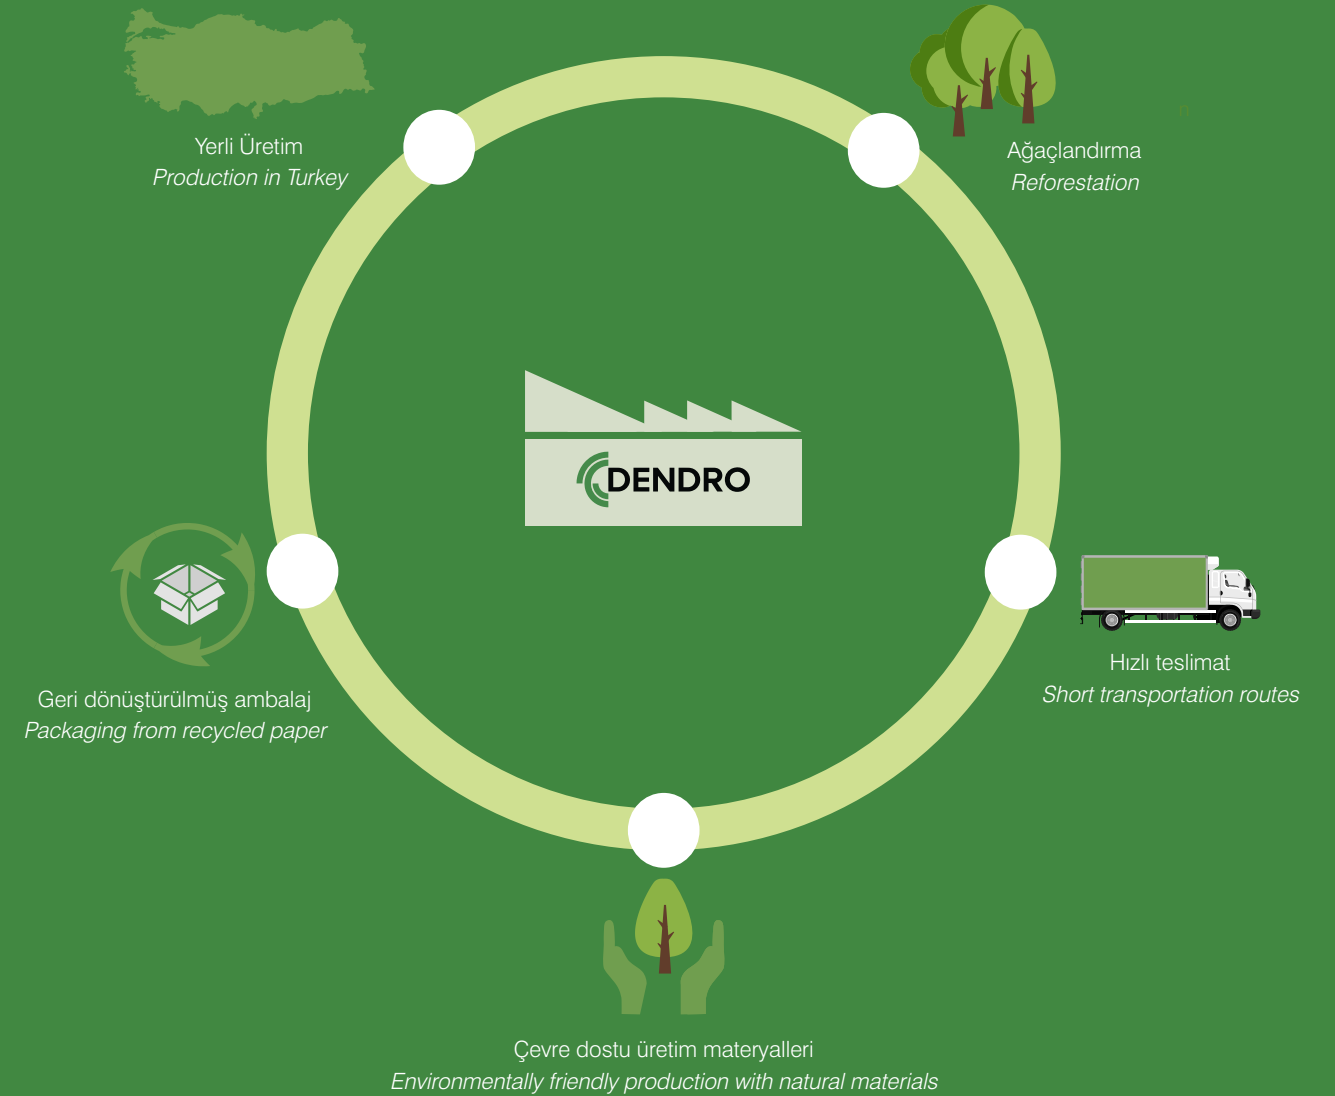 Yerli Üretim
Production in Turkey
Ağaçlandırma
Reforestation
DENDRO
Hızlı teslimat
Short transportation routes
Geri dönüştürülmüş ambalaj
Packaging from recycled paper
Çevre dostu üretim materyalleri
Environmentally friendly production with natural materials